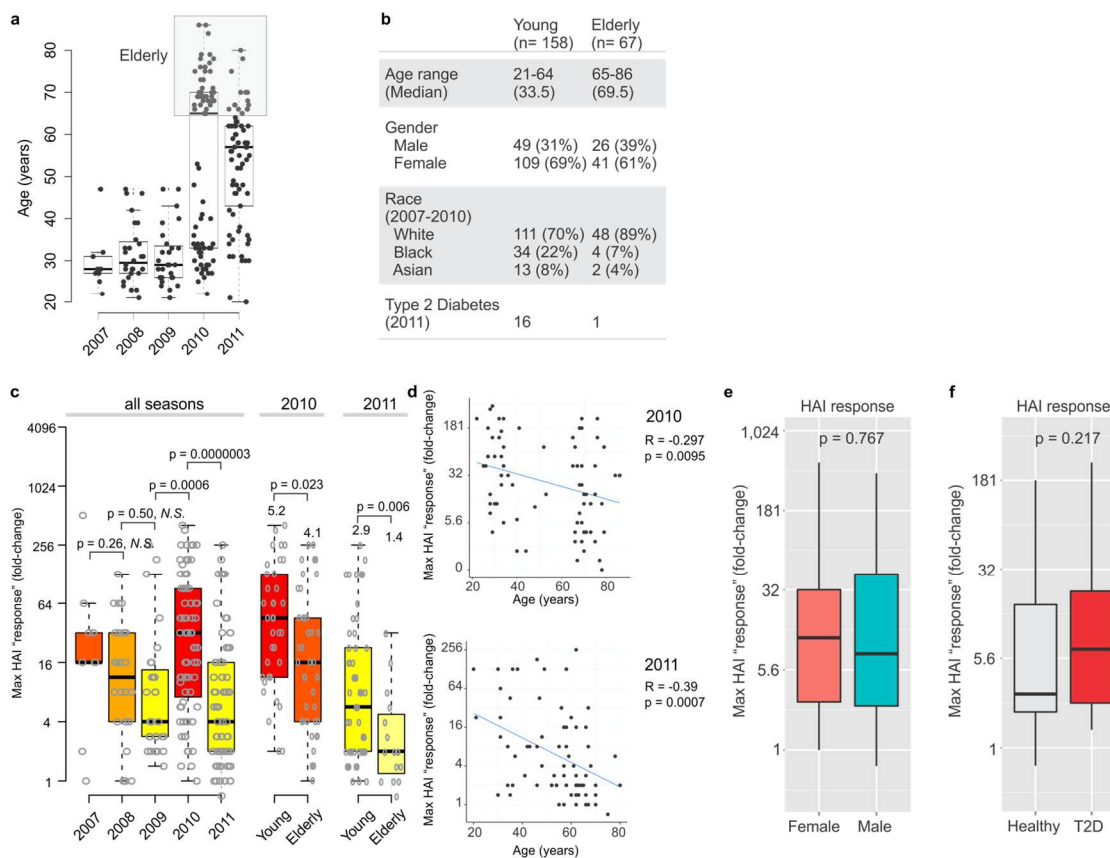 a
Elderly
Age (years)
80
70
60
50
40
30
20
2007
2008
2009
2010
2011
b
Young Elderly
(n= 158) (n= 67)
Age range 21-64 65-86
(Median) (33.5) (69.5)
Gender
Male 49 (31%) 26 (39%)
Female 109 (69%) 41 (61%)
Race
(2007-2010)
White 111 (70%) 48 (89%)
Black 34 (22%) 4 (7%)
Asian 13 (8%) 2 (4%)
Type 2 Diabetes
(2011) 16 1
c
all seasons 2010 2011
Max HAI “response” (fold-change)
4096
1024
256
64
16
4
1
p = 0.0000003
p = 0.0006
p = 0.50, N.S.
p = 0.26, N.S.
p = 0.023
5.2
4.1
p = 0.006
2.9
1.4
2007
2008
2009
2010
2011
Young
Elderly
Young
Elderly
d
Max HAI “response” (fold-change)
181
32
5.6
0
20 40 60 70 80
Age (years)
2010
R = -0.297
p = 0.0095
Max HAI “response” (fold-change)
256
64
16
4
1
20 40 60 80
Age (years)
2011
R = -0.39
p = 0.0007
e
HAI response
p = 0.767
Max HAI “response” (fold-change)
1,024
181
32
5.6
1
Female Male
f
HAI response
p = 0.217
Max HAI “response” (fold-change)
181
32
5.6
1
Healthy T2D